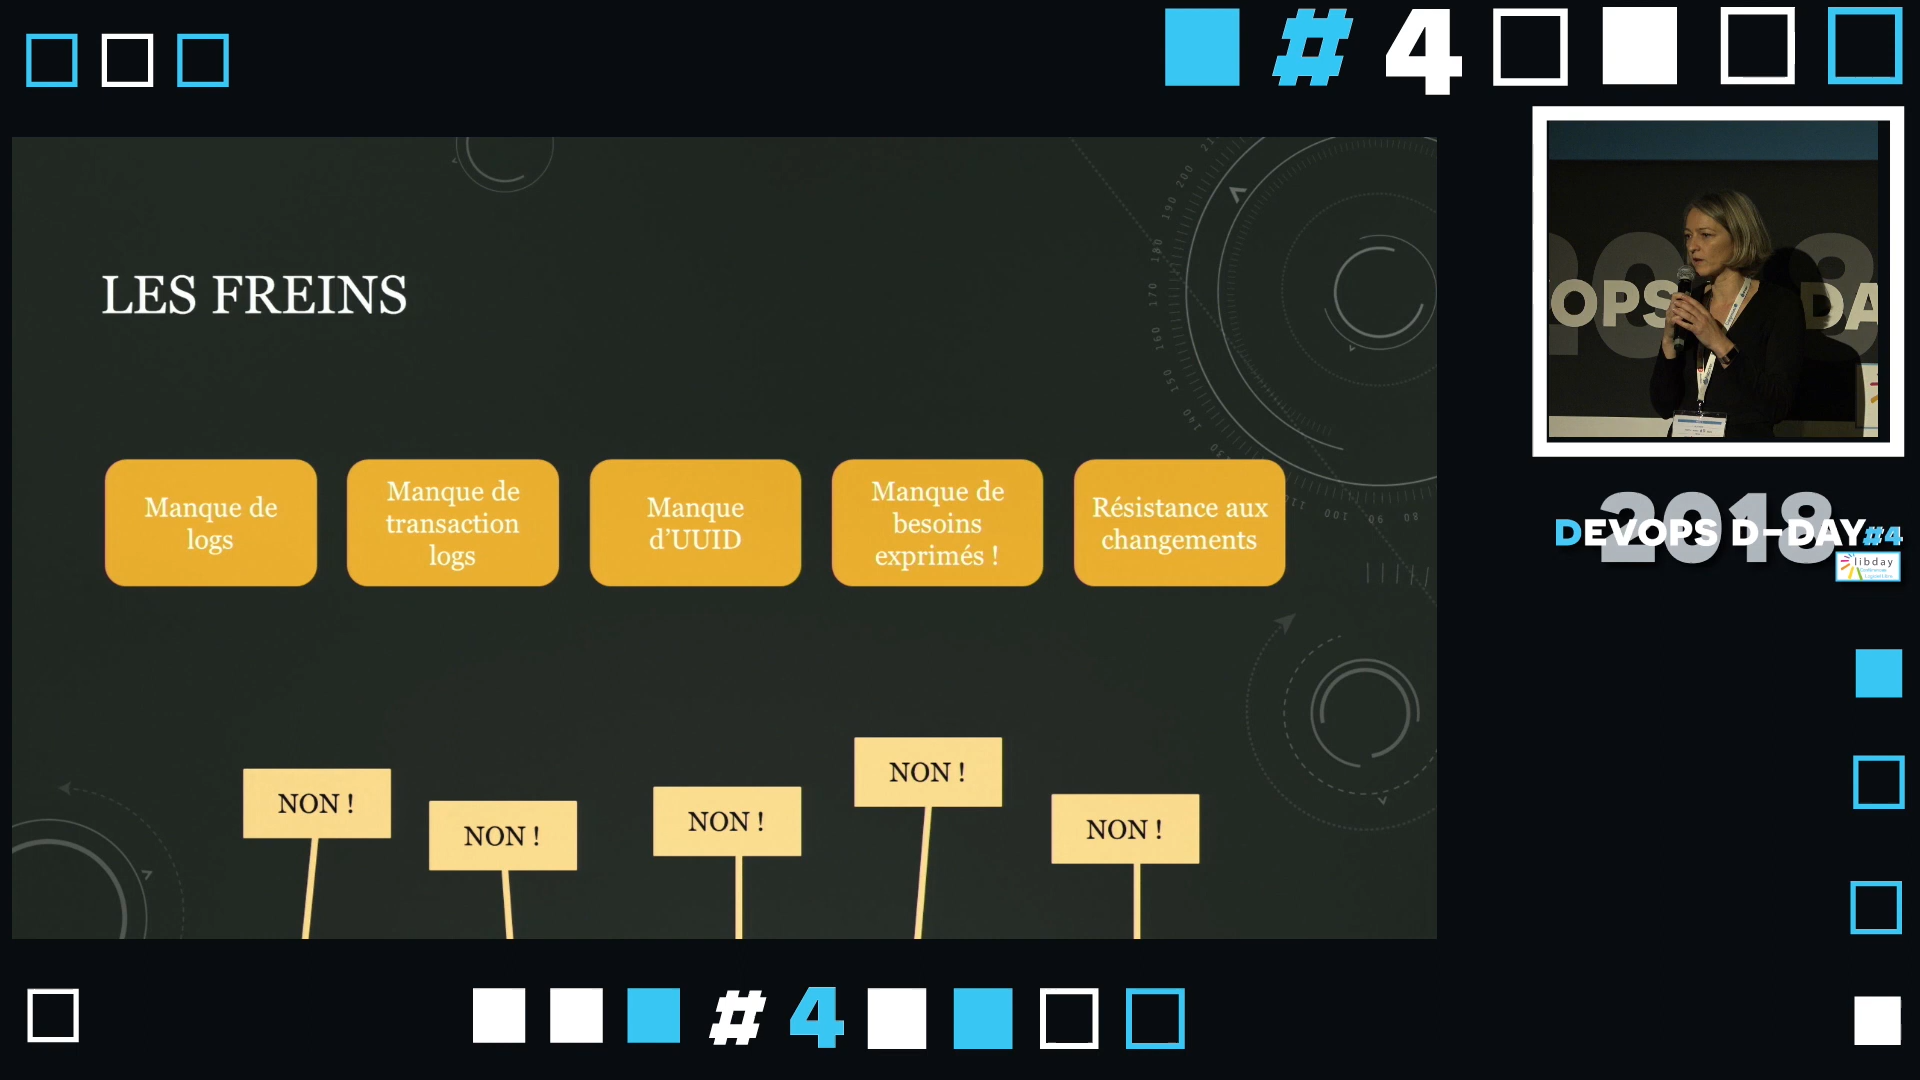 #4
LES FREINS
Manque de
logs
Manque de
transaction
logs
Manque
d’UUID
Manque de
besoins
exprimés !
Résistance aux
changements
NON !
NON !
NON !
NON !
NON !
OPS DA
2018
DEVOPS D-DAY#4
libday
#4